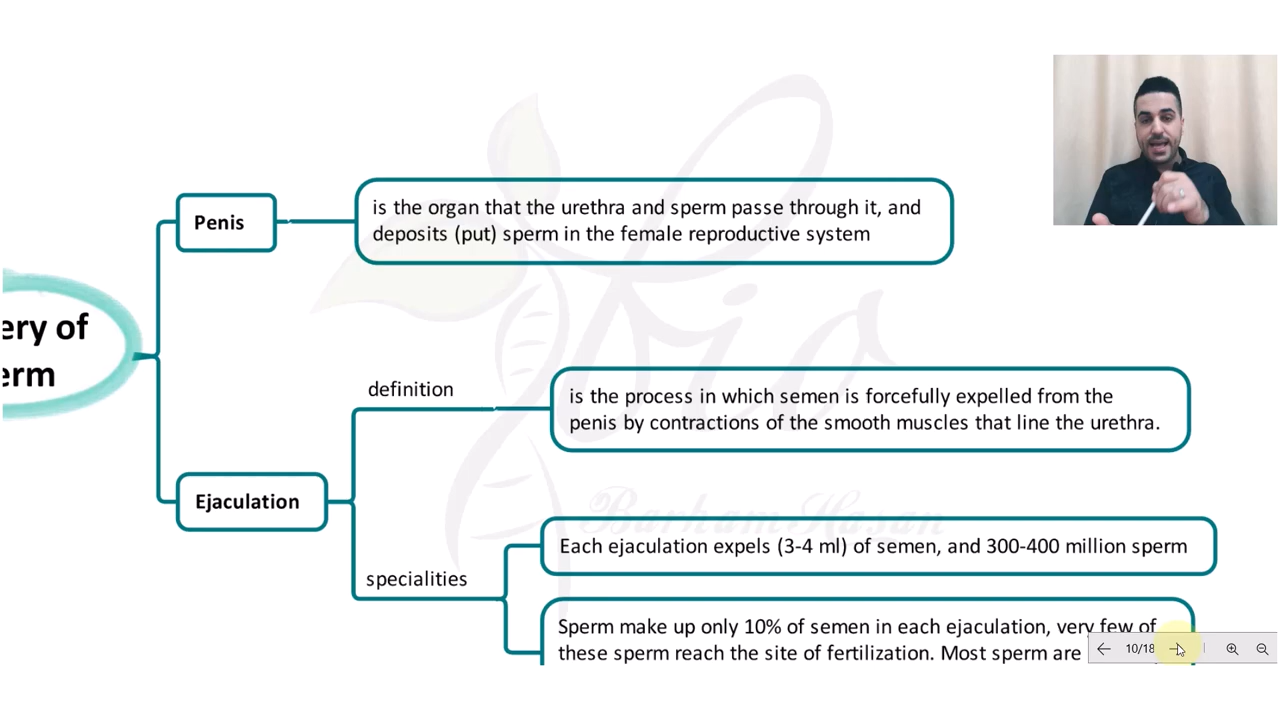 ery of
erm
Penis
is the organ that the urethra and sperm passe through it, and
deposits (put) sperm in the female reproductive system
Ejaculation
definition
is the process in which semen is forcefully expelled from the
penis by contractions of the smooth muscles that line the urethra.
specialities
Each ejaculation expels (3-4 ml) of semen, and 300-400 million sperm
Sperm make up only 10% of semen in each ejaculation, very few of
these sperm reach the site of fertilization. Most sperm are
Bio
Barham Hasan
10/18